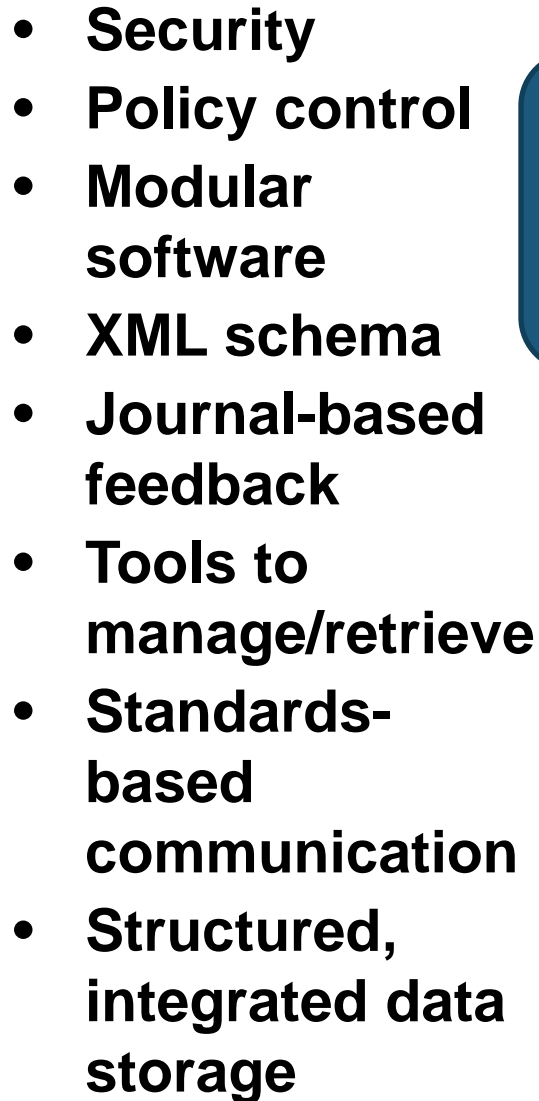 • Security
• Policy control
• Modular
software
• XML schema
• Journal-based
feedback
• Tools to
manage/retrieve
• Standards-
based
communication
• Structured,
integrated data
storage